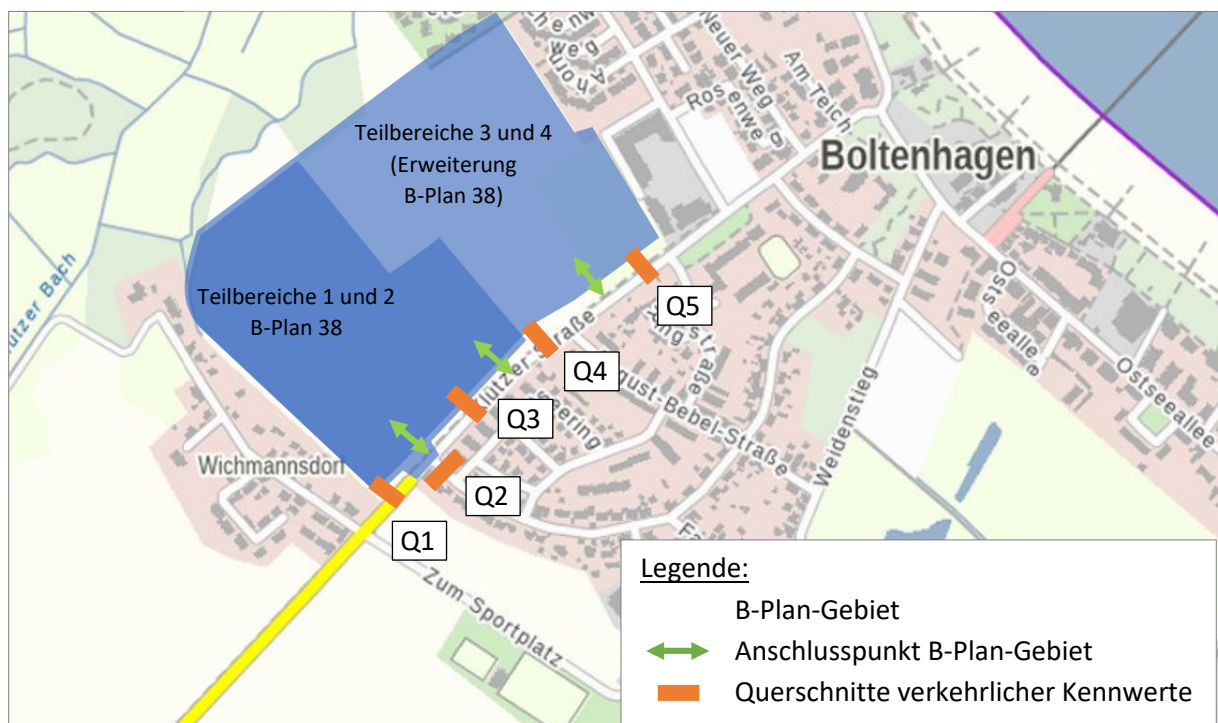 Teilbereiche 3 und 4
(Erweiterung
B-Plan 38)
Teilbereiche 1 und 2
B-Plan 38
Neuer Weg
Am Teich
Rosenweg
Boltenhagen
Ostseeallee
Ostseeallee
Weidenstieg
Wichmannsdorf
Zum Sportplatz
Q1
Q2
Q3
Q4
Q5
Legende:
B-Plan-Gebiet
Anschlusspunkt B-Plan-Gebiet
Querschnitte verkehrlicher Kennwerte